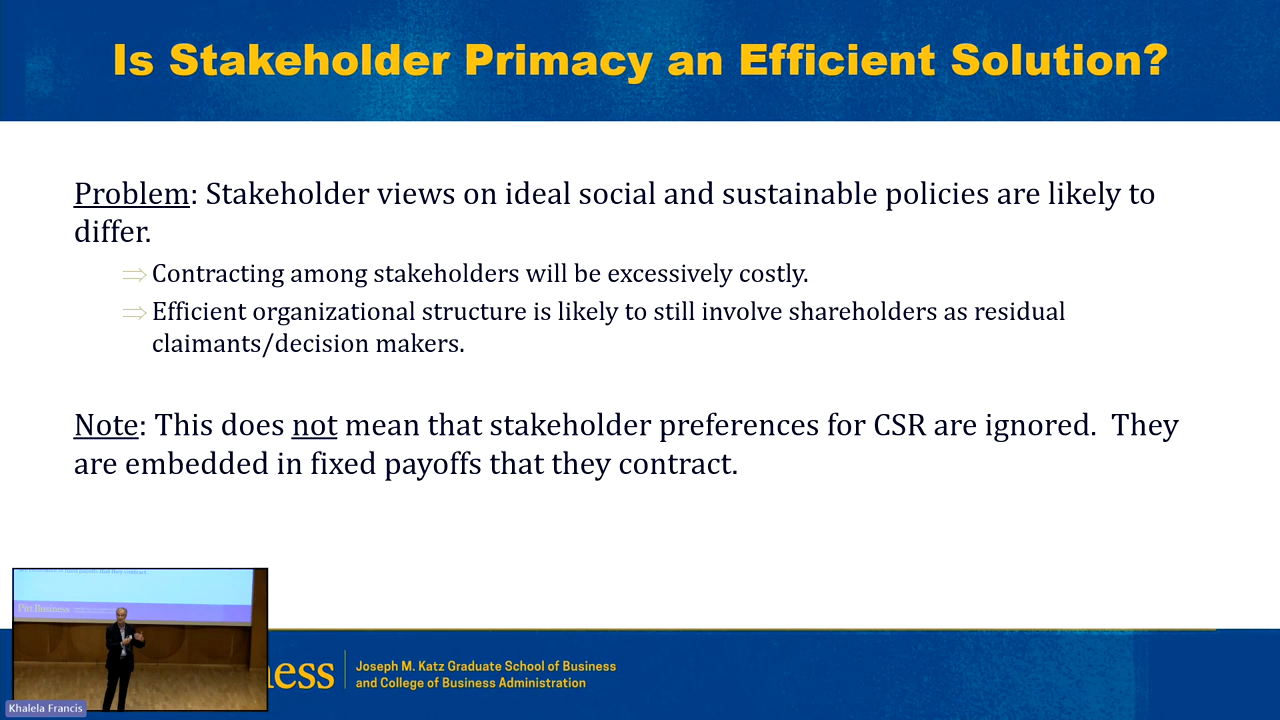 Is Stakeholder Primacy an Efficient Solution?
Problem: Stakeholder views on ideal social and sustainable policies are likely to
differ.
⇒ Contracting among stakeholders will be excessively costly.
⇒ Efficient organizational structure is likely to still involve shareholders as residual
claimants/decision makers.
Note: This does not mean that stakeholder preferences for CSR are ignored.  They
are embedded in fixed payoffs that they contract.
Pitt Business
Khalela Francis
ness
Joseph M. Katz Graduate School of Business
and College of Business Administration